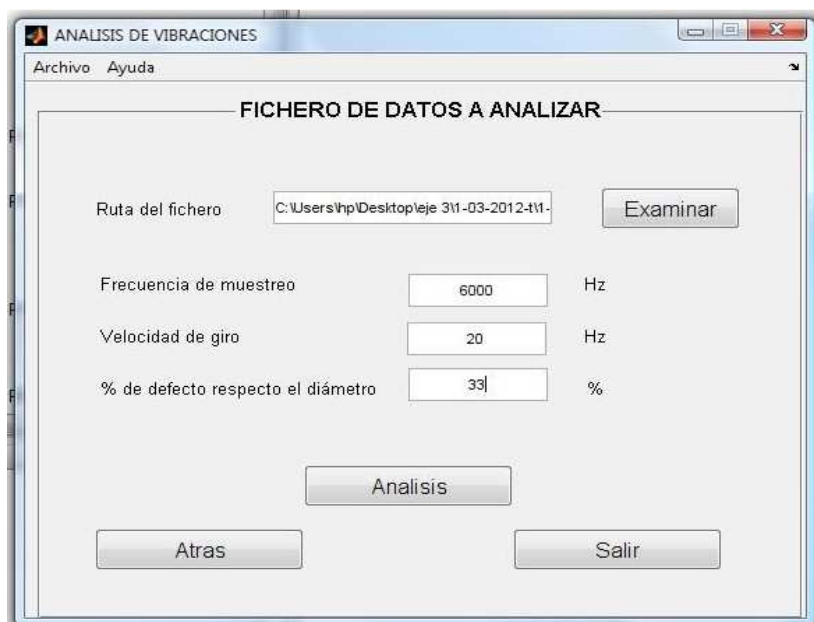 ANALISIS DE VIBRACIONES
Archivo Ayuda
FICHERO DE DATOS A ANALIZAR
Ruta del fichero C:\Users\hp\Desktop\eje 3\1-03-2012-t\1- Examinar
Frecuencia de muestreo 6000 Hz
Velocidad de giro 20 Hz
% de defecto respecto el diámetro 33 %
Analisis
Atras Salir